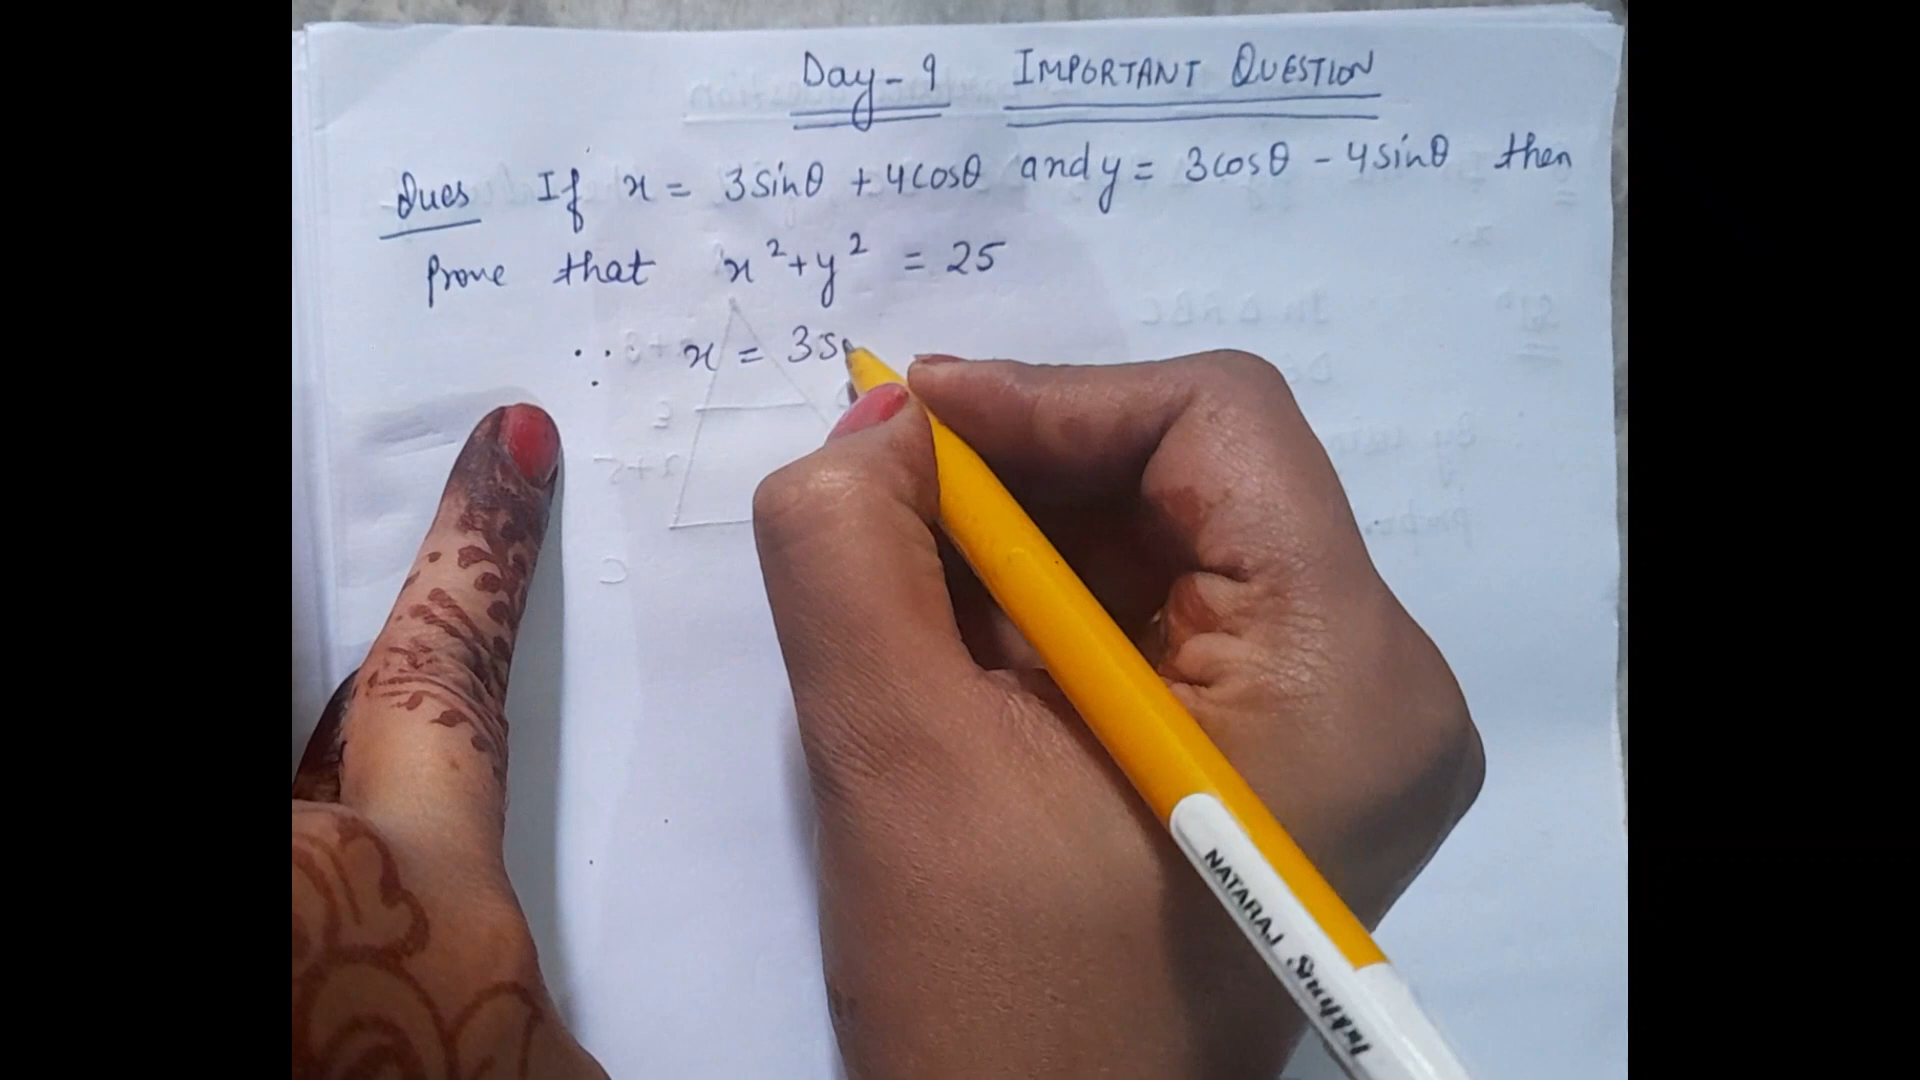 Day - 9 IMPORTANT QUESTION
Ques If x = 3sinθ + 4cosθ and y = 3cosθ - 4sinθ then
prove that x² + y² = 25
∵ x = 3s
NATARAJ